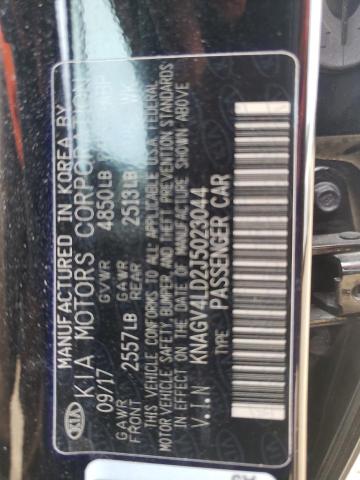 MANUFACTURED IN KOREA BY
KIA MOTORS CORPORATION
09/17 GVWR 4850LB
GAWR FRONT 2557LB GAWR REAR 2513LB
THIS VEHICLE CONFORMS TO ALL APPLICABLE U.S.A FEDERAL
MOTOR VEHICLE SAFETY, BUMPER, AND THEFT PREVENTION STANDARDS
IN EFFECT ON THE DATE OF MANUFACTURE SHOWN ABOVE
V.I.N KNAGV4LD2J5023044
TYPE PASSENGER CAR
KIA